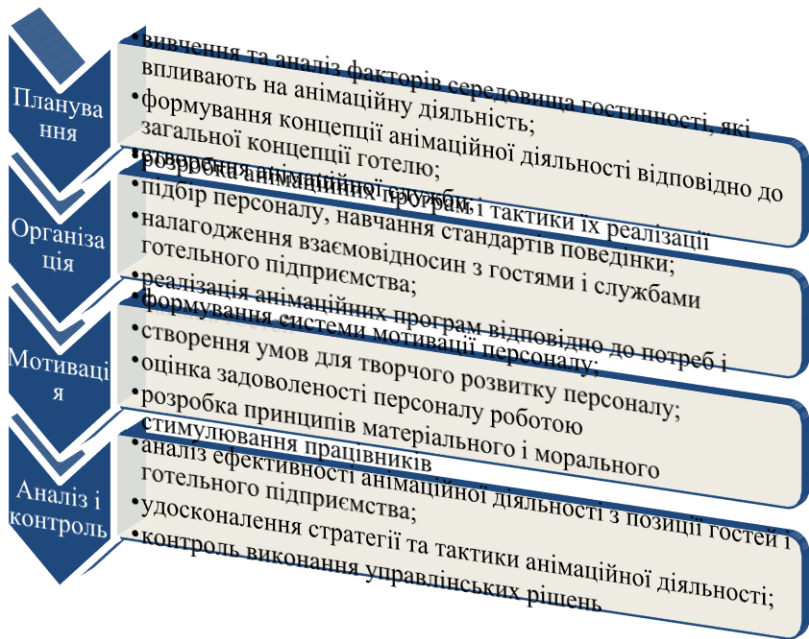 Планува
ння
•вивчення та аналіз факторів середовища гостинності, які
впливають на анімаційну діяльність;
•формування концепції анімаційної діяльності відповідно до
загальної концепції готелю;
•розробка анімаційних програм і тактики їх реалізації
Організа
ція
•створення анімаційної служби,
•підбір персоналу, навчання стандартів поведінки;
•налагодження взаємовідносин з гостями і службами
готельного підприємства;
•реалізація анімаційних програм відповідно до потреб і
Мотиваці
я
•формування системи мотивації персоналу;
•створення умов для творчого розвитку персоналу;
•оцінка задоволеності персоналу роботою
•розробка принципів матеріального і морального
стимулювання працівників
Аналіз і
контроль
•аналіз ефективності анімаційної діяльності з позиції гостей і
готельного підприємства;
•удосконалення стратегії та тактики анімаційної діяльності;
•контроль виконання управлінських рішень